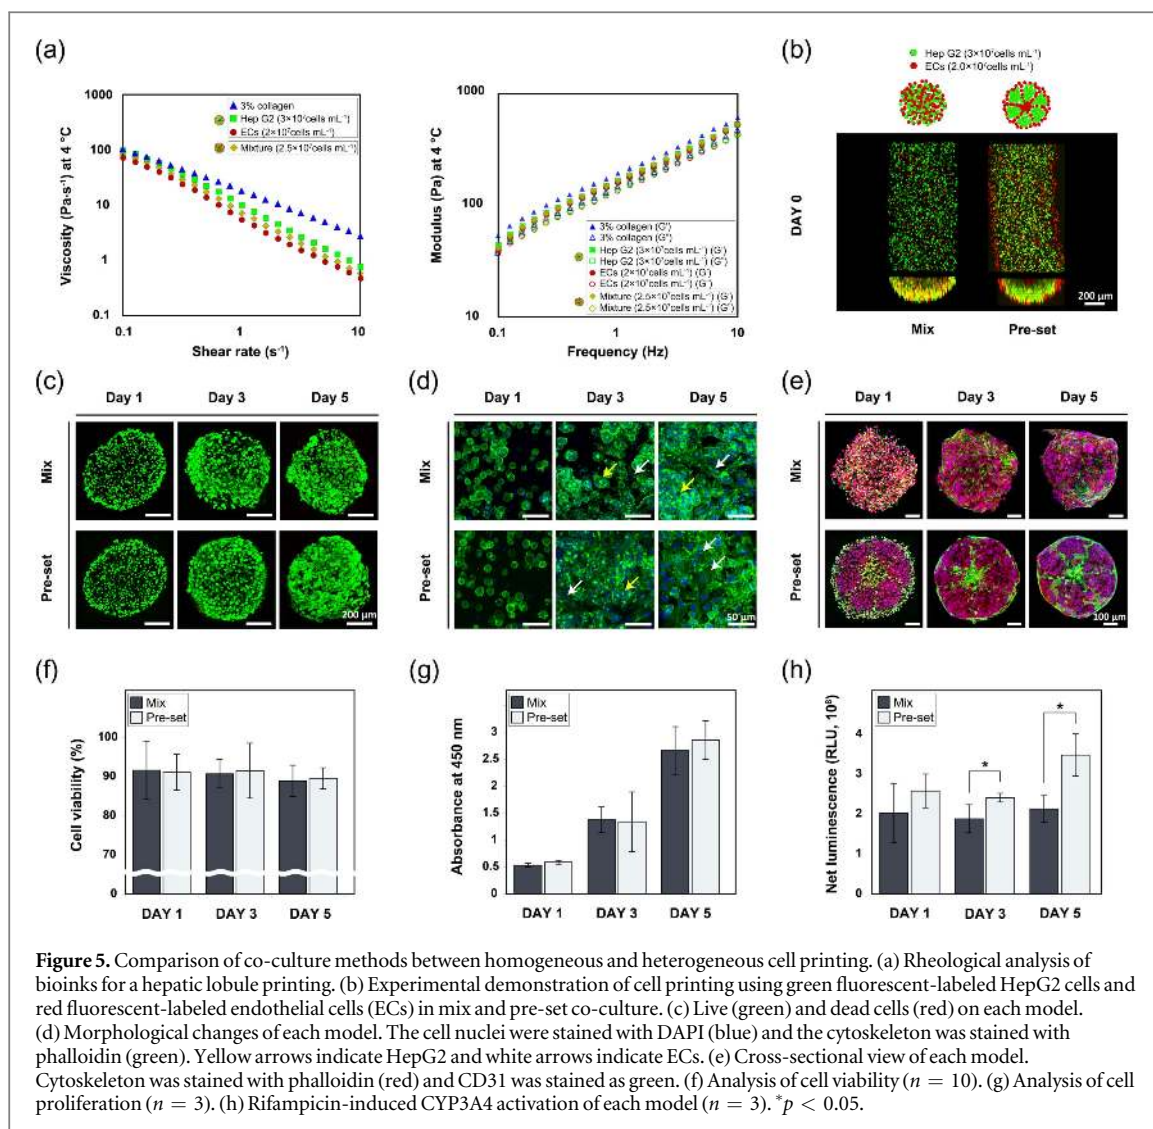 (a)
1000
100
10
1
0.1
Viscosity (Pa·s⁻¹) at 4 °C
3% collagen
Hep G2 (3×10⁷cells mL⁻¹)
ECs (2×10⁷cells mL⁻¹)
Mixture (2.5×10⁷cells mL⁻¹)
0.1
1
10
Shear rate (s⁻¹)
1000
100
10
Modulus (Pa) at 4 °C
3% collagen (G')
3% collagen (G")
Hep G2 (3×10⁷cells mL⁻¹) (G')
Hep G2 (3×10⁷cells mL⁻¹) (G")
ECs (2×10⁷cells mL⁻¹) (G')
ECs (2×10⁷cells mL⁻¹) (G")
Mixture (2.5×10⁷cells mL⁻¹) (G')
Mixture (2.5×10⁷cells mL⁻¹) (G")
0.1
1
10
Frequency (Hz)
(b)
Hep G2 (3×10⁷cells mL⁻¹)
ECs (2.0×10⁷cells mL⁻¹)
DAY 0
200 μm
Mix
Pre-set
(c)
Day 1
Day 3
Day 5
Mix
Pre-set
200 μm
(d)
Day 1
Day 3
Day 5
Mix
Pre-set
50 μm
(e)
Day 1
Day 3
Day 5
Mix
Pre-set
100 μm
(f)
Mix
Pre-set
100
90
80
70
0
Cell viability (%)
DAY 1
DAY 3
DAY 5
(g)
Mix
Pre-set
3
2.5
2
1.5
1
0.5
0
Absorbance at 450 nm
DAY 1
DAY 3
DAY 5
(h)
Mix
Pre-set
*
*
4
3
2
1
0
Net luminescence (RLU, 10⁸)
DAY 1
DAY 3
DAY 5
Figure 5. Comparison of co-culture methods between homogeneous and heterogeneous cell printing. (a) Rheological analysis of
bioinks for a hepatic lobule printing. (b) Experimental demonstration of cell printing using green fluorescent-labeled HepG2 cells and
red fluorescent-labeled endothelial cells (ECs) in mix and pre-set co-culture. (c) Live (green) and dead cells (red) on each model.
(d) Morphological changes of each model. The cell nuclei were stained with DAPI (blue) and the cytoskeleton was stained with
phalloidin (green). Yellow arrows indicate HepG2 and white arrows indicate ECs. (e) Cross-sectional view of each model.
Cytoskeleton was stained with phalloidin (red) and CD31 was stained as green. (f) Analysis of cell viability (n = 10). (g) Analysis of cell
proliferation (n = 3). (h) Rifampicin-induced CYP3A4 activation of each model (n = 3). *p < 0.05.